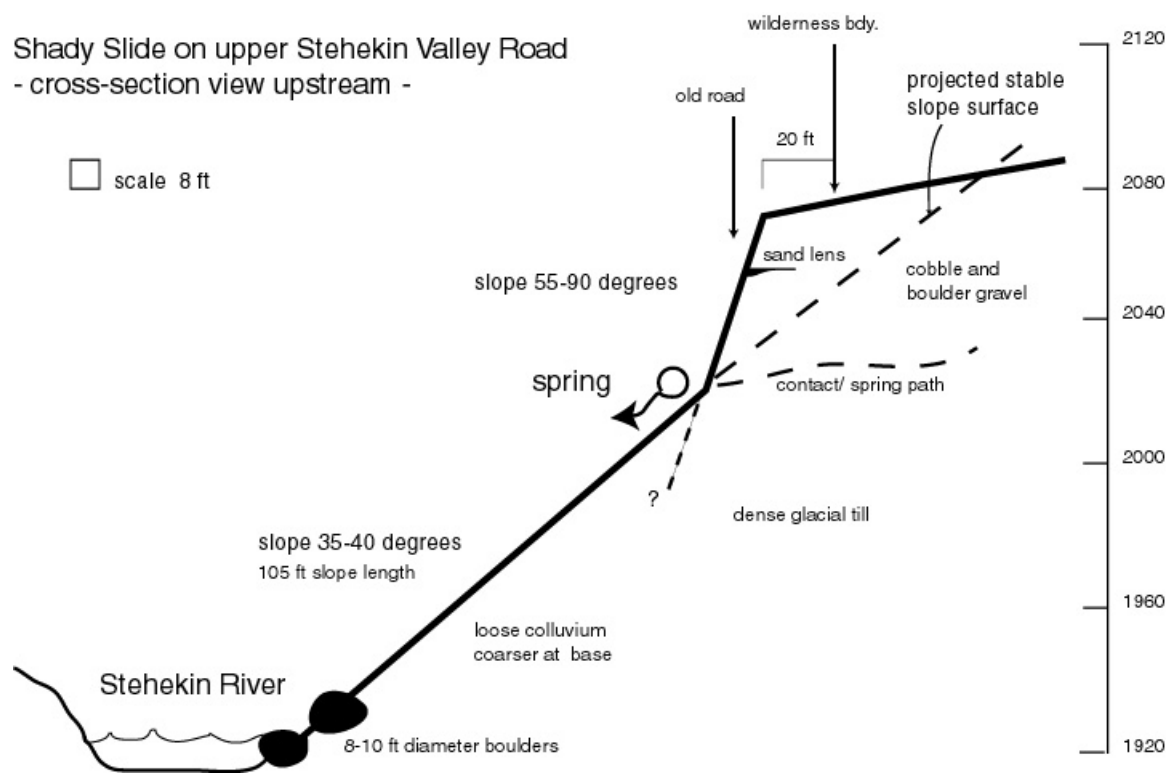 Shady Slide on upper Stehekin Valley Road
- cross-section view upstream -
scale 8 ft
wilderness bdy.
old road
20 ft
projected stable
slope surface
2120
2080
2040
2000
1960
1920
sand lens
slope 55-90 degrees
cobble and
boulder gravel
spring
contact/ spring path
?
dense glacial till
slope 35-40 degrees
105 ft slope length
loose colluvium
coarser at base
Stehekin River
8-10 ft diameter boulders